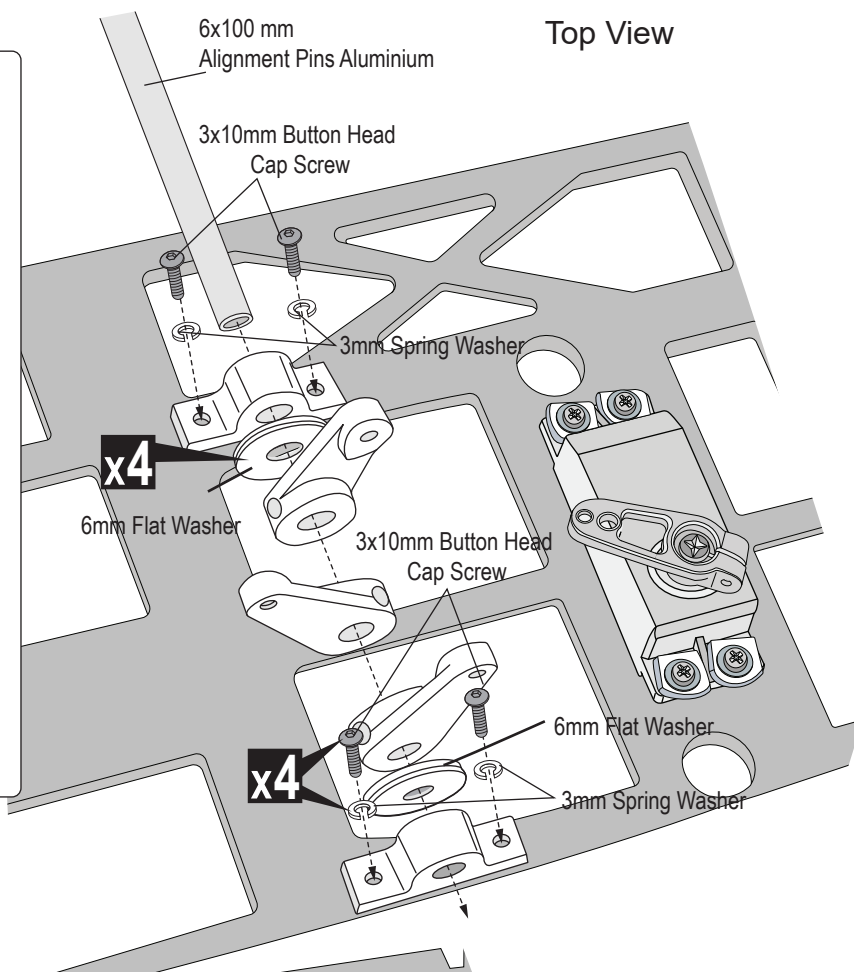 Top View
6x100 mm
Alignment Pins Aluminium
3x10mm Button Head
Cap Screw
3mm Spring Washer
x4
6mm Flat Washer
3x10mm Button Head
Cap Screw
6mm Flat Washer
x4
3mm Spring Washer